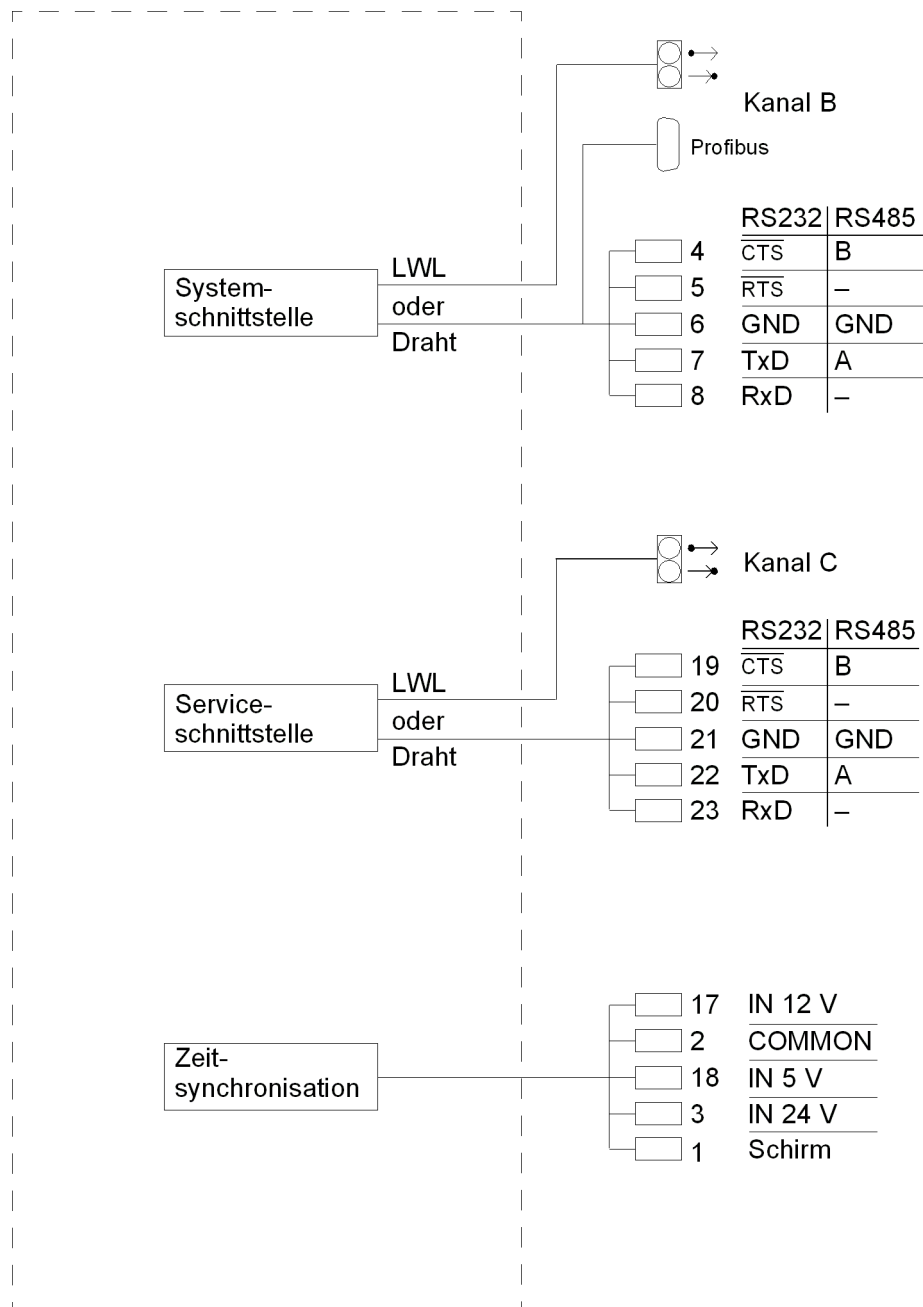 Kanal B
Profibus
RS232 RS485
4 CTS B
5 RTS –
6 GND GND
7 TxD A
8 RxD –
LWL
oder
Draht
System-
schnittstelle
Kanal C
RS232 RS485
19 CTS B
20 RTS –
21 GND GND
22 TxD A
23 RxD –
LWL
oder
Draht
Service-
schnittstelle
17 IN 12 V
2 COMMON
18 IN 5 V
3 IN 24 V
1 Schirm
Zeit-
synchronisation